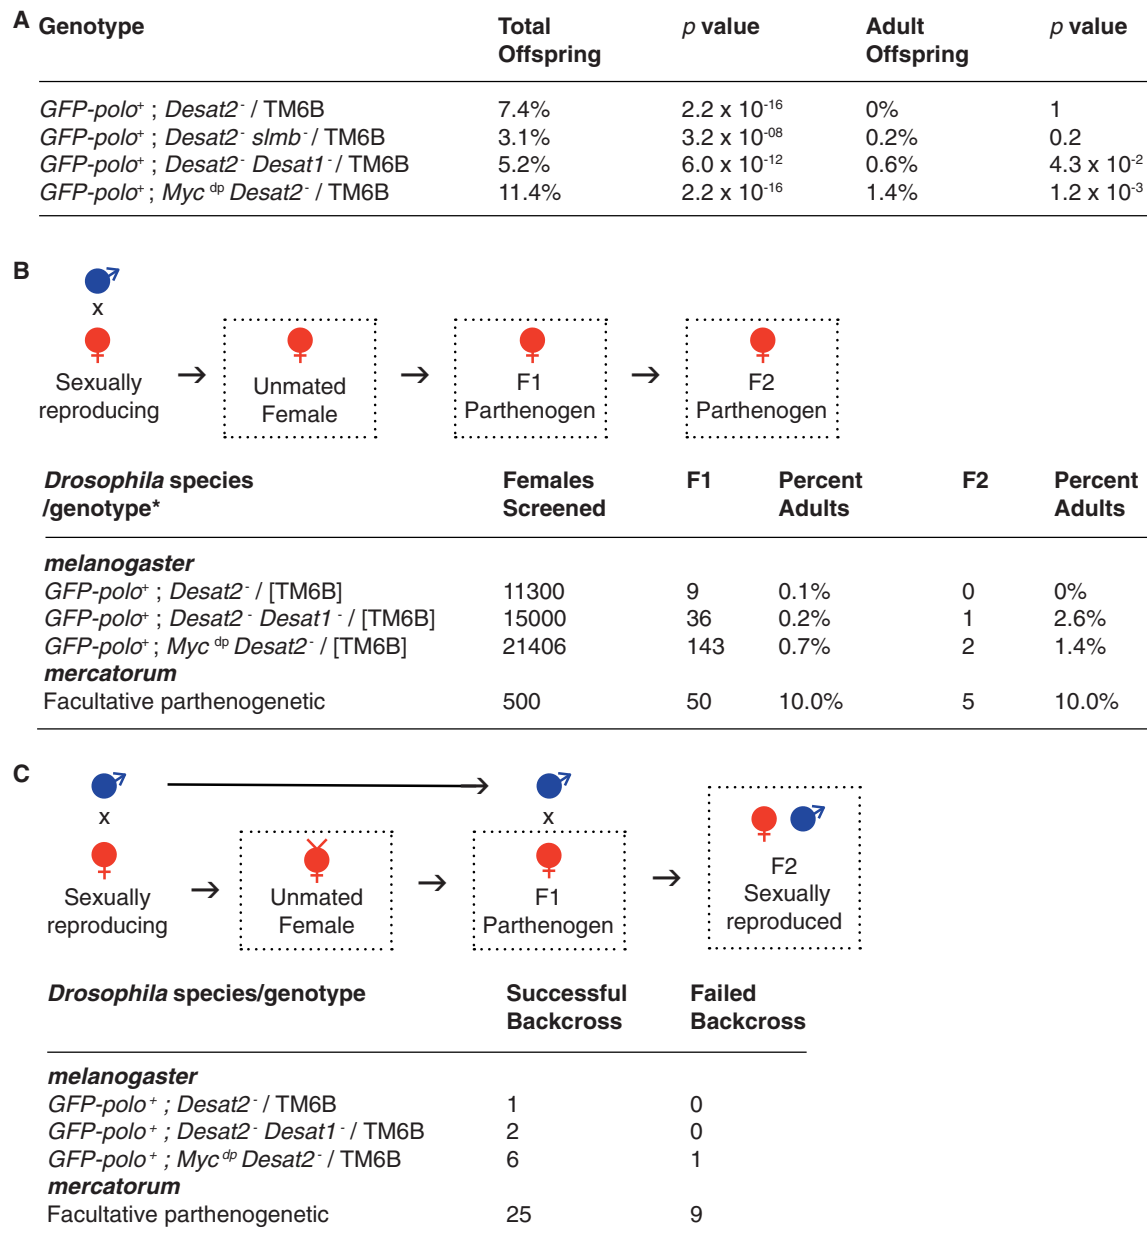 A Genotype Total Offspring p value Adult Offspring p value
GFP-polo⁺ ; Desat2⁻ / TM6B 7.4% 2.2 x 10⁻¹⁶ 0% 1
GFP-polo⁺ ; Desat2⁻ slmb⁻ / TM6B 3.1% 3.2 x 10⁻⁰⁸ 0.2% 0.2
GFP-polo⁺ ; Desat2⁻ Desat1⁻ / TM6B 5.2% 6.0 x 10⁻¹² 0.6% 4.3 x 10⁻²
GFP-polo⁺ ; Myc ᵈᵖ Desat2⁻ / TM6B 11.4% 2.2 x 10⁻¹⁶ 1.4% 1.2 x 10⁻³
B
x
Sexually reproducing
→
Unmated Female
→
F1 Parthenogen
→
F2 Parthenogen
Drosophila species /genotype* Females Screened F1 Percent Adults F2 Percent Adults
melanogaster
GFP-polo⁺ ; Desat2⁻ / [TM6B] 11300 9 0.1% 0 0%
GFP-polo⁺ ; Desat2⁻ Desat1⁻ / [TM6B] 15000 36 0.2% 1 2.6%
GFP-polo⁺ ; Myc ᵈᵖ Desat2⁻ / [TM6B] 21406 143 0.7% 2 1.4%
mercatorum
Facultative parthenogenetic 500 50 10.0% 5 10.0%
C
x x
Sexually reproducing
→
Unmated Female
→
F1 Parthenogen
→
F2 Sexually reproduced
Drosophila species/genotype Successful Backcross Failed Backcross
melanogaster
GFP-polo⁺ ; Desat2⁻ / TM6B 1 0
GFP-polo⁺ ; Desat2⁻ Desat1⁻ / TM6B 2 0
GFP-polo⁺ ; Myc ᵈᵖ Desat2⁻ / TM6B 6 1
mercatorum
Facultative parthenogenetic 25 9